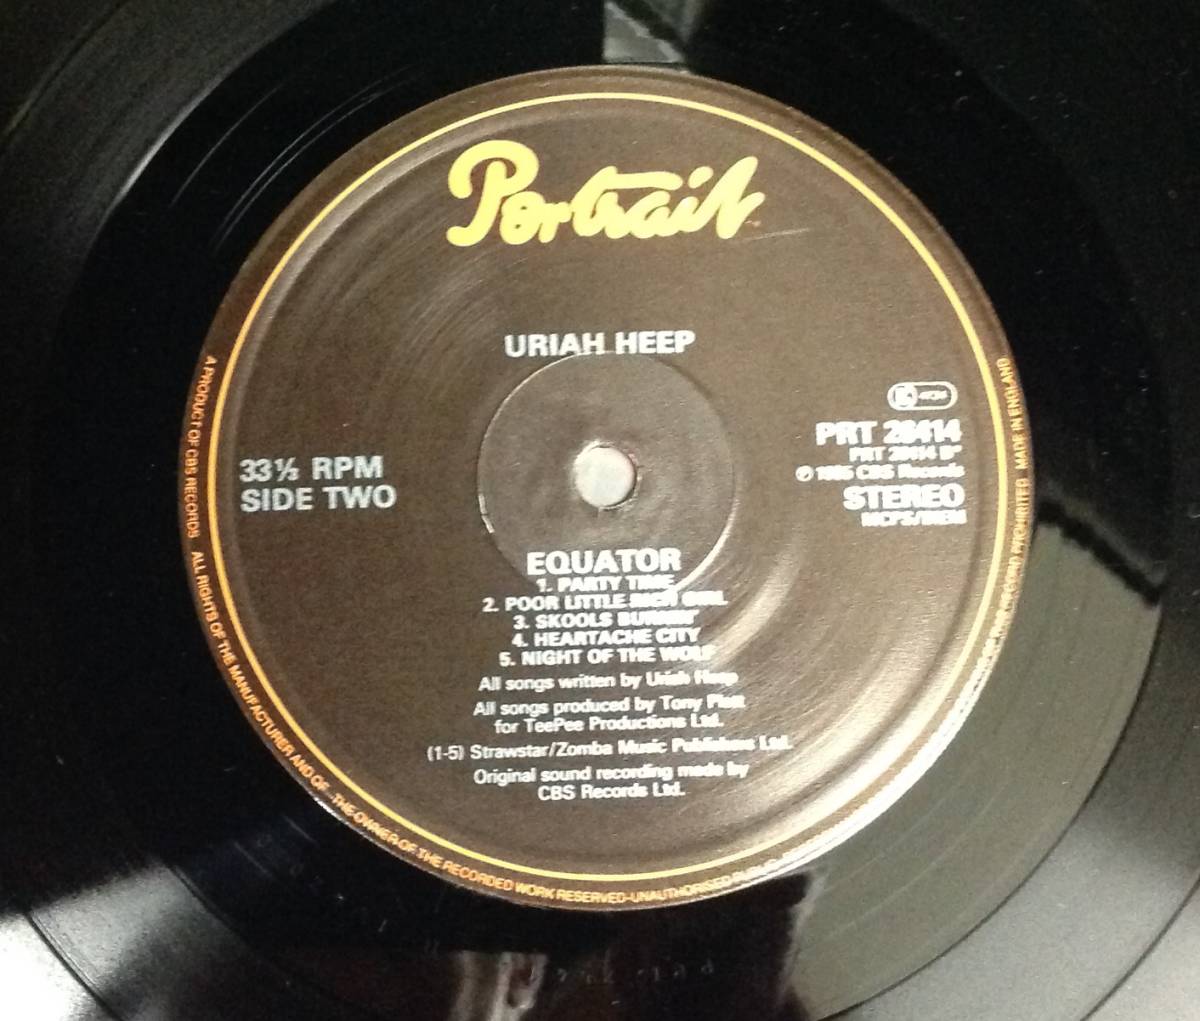 Portrait
URIAH HEEP
33⅓ RPM
SIDE TWO
PRT 26414
PRT 26414 B
℗ 1985 CBS Records
STEREO
EQUATOR
1. PARTY TIME
2. POOR LITTLE RICH GIRL
3. SKOOLS BURNIN'
4. HEARTACHE CITY
5. NIGHT OF THE WOLF
All songs written by Uriah Heep
All songs produced by Tony Platt
for TeePee Productions Ltd.
(1-5) Strawstar/Zomba Music Publishers Ltd.
Original sound recording made by
CBS Records Ltd.
A PRODUCT OF CBS RECORDS ALL RIGHTS OF THE MANUFACTURER AND OF THE OWNER OF THE RECORDED WORK RESERVED-UNAUTHORISED RECORD PROHIBITED MADE IN ENGLAND